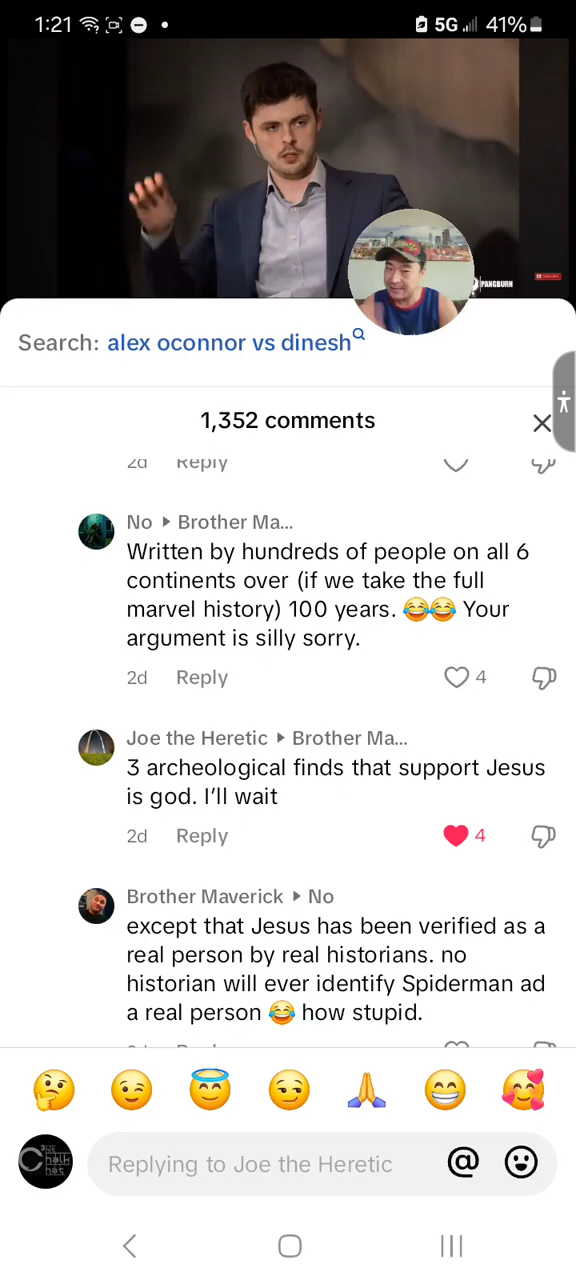 1:21
5G 41%
PANGBURN
Search: alex oconnor vs dinesh
1,352 comments
2d Reply
No ▸ Brother Ma...
Written by hundreds of people on all 6
continents over (if we take the full
marvel history) 100 years. 😂😂 Your
argument is silly sorry.
2d Reply 4
Joe the Heretic ▸ Brother Ma...
3 archeological finds that support Jesus
is god. I’ll wait
2d Reply 4
Brother Maverick ▸ No
except that Jesus has been verified as a
real person by real historians. no
historian will ever identify Spiderman ad
a real person 😂 how stupid.
Replying to Joe the Heretic @